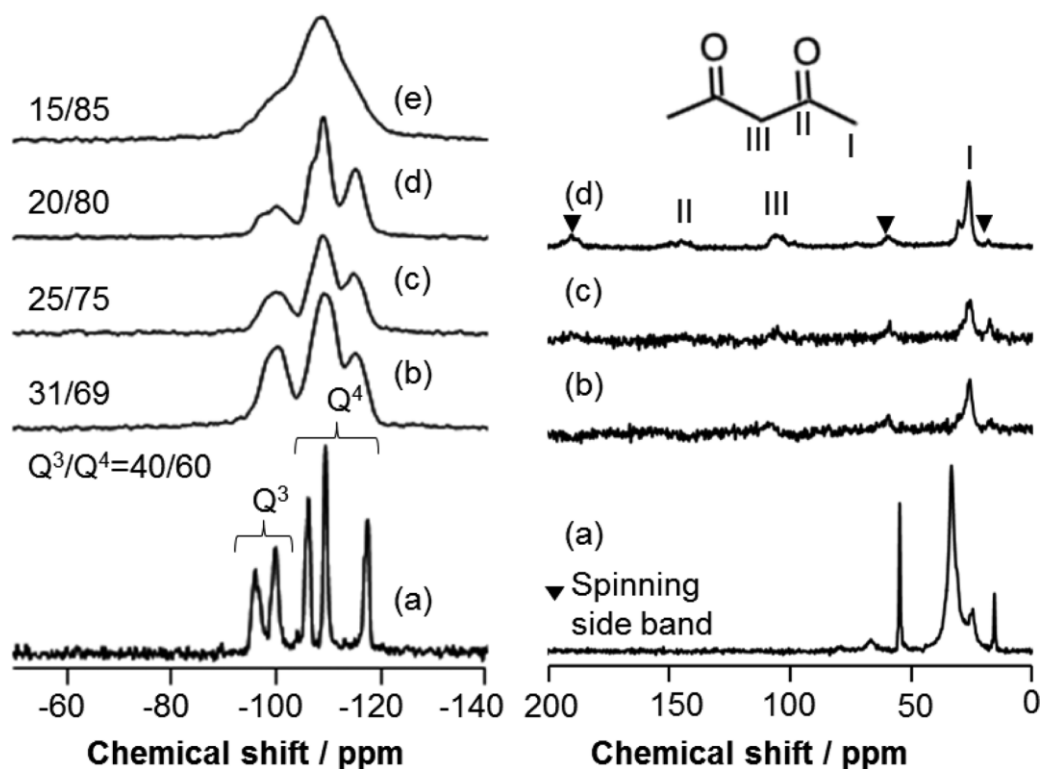 15/85
(e)
20/80
(d)
25/75
(c)
31/69
(b)
Q⁴
Q³/Q⁴=40/60
Q³
(a)
-60 -80 -100 -120 -140
Chemical shift / ppm
O O
III II I
(d) II III I
(c)
(b)
(a)
▼ Spinning
side band
200 150 100 50 0
Chemical shift / ppm